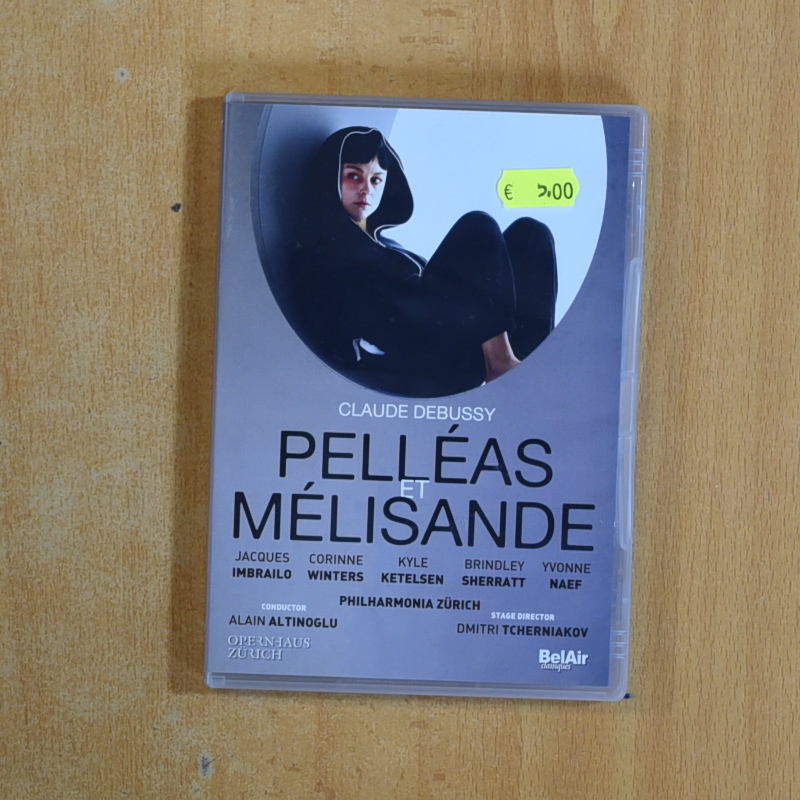 € 5.00
CLAUDE DEBUSSY
PELLÉAS
ET
MÉLISANDE
JACQUES CORINNE KYLE BRINDLEY YVONNE
IMBRAILO WINTERS KETELSEN SHERRATT NAEF
PHILHARMONIA ZÜRICH
CONDUCTOR STAGE DIRECTOR
ALAIN ALTINOGLU DMITRI TCHERNIAKOV
OPERNHAUS
ZÜRICH
BelAir
classiques